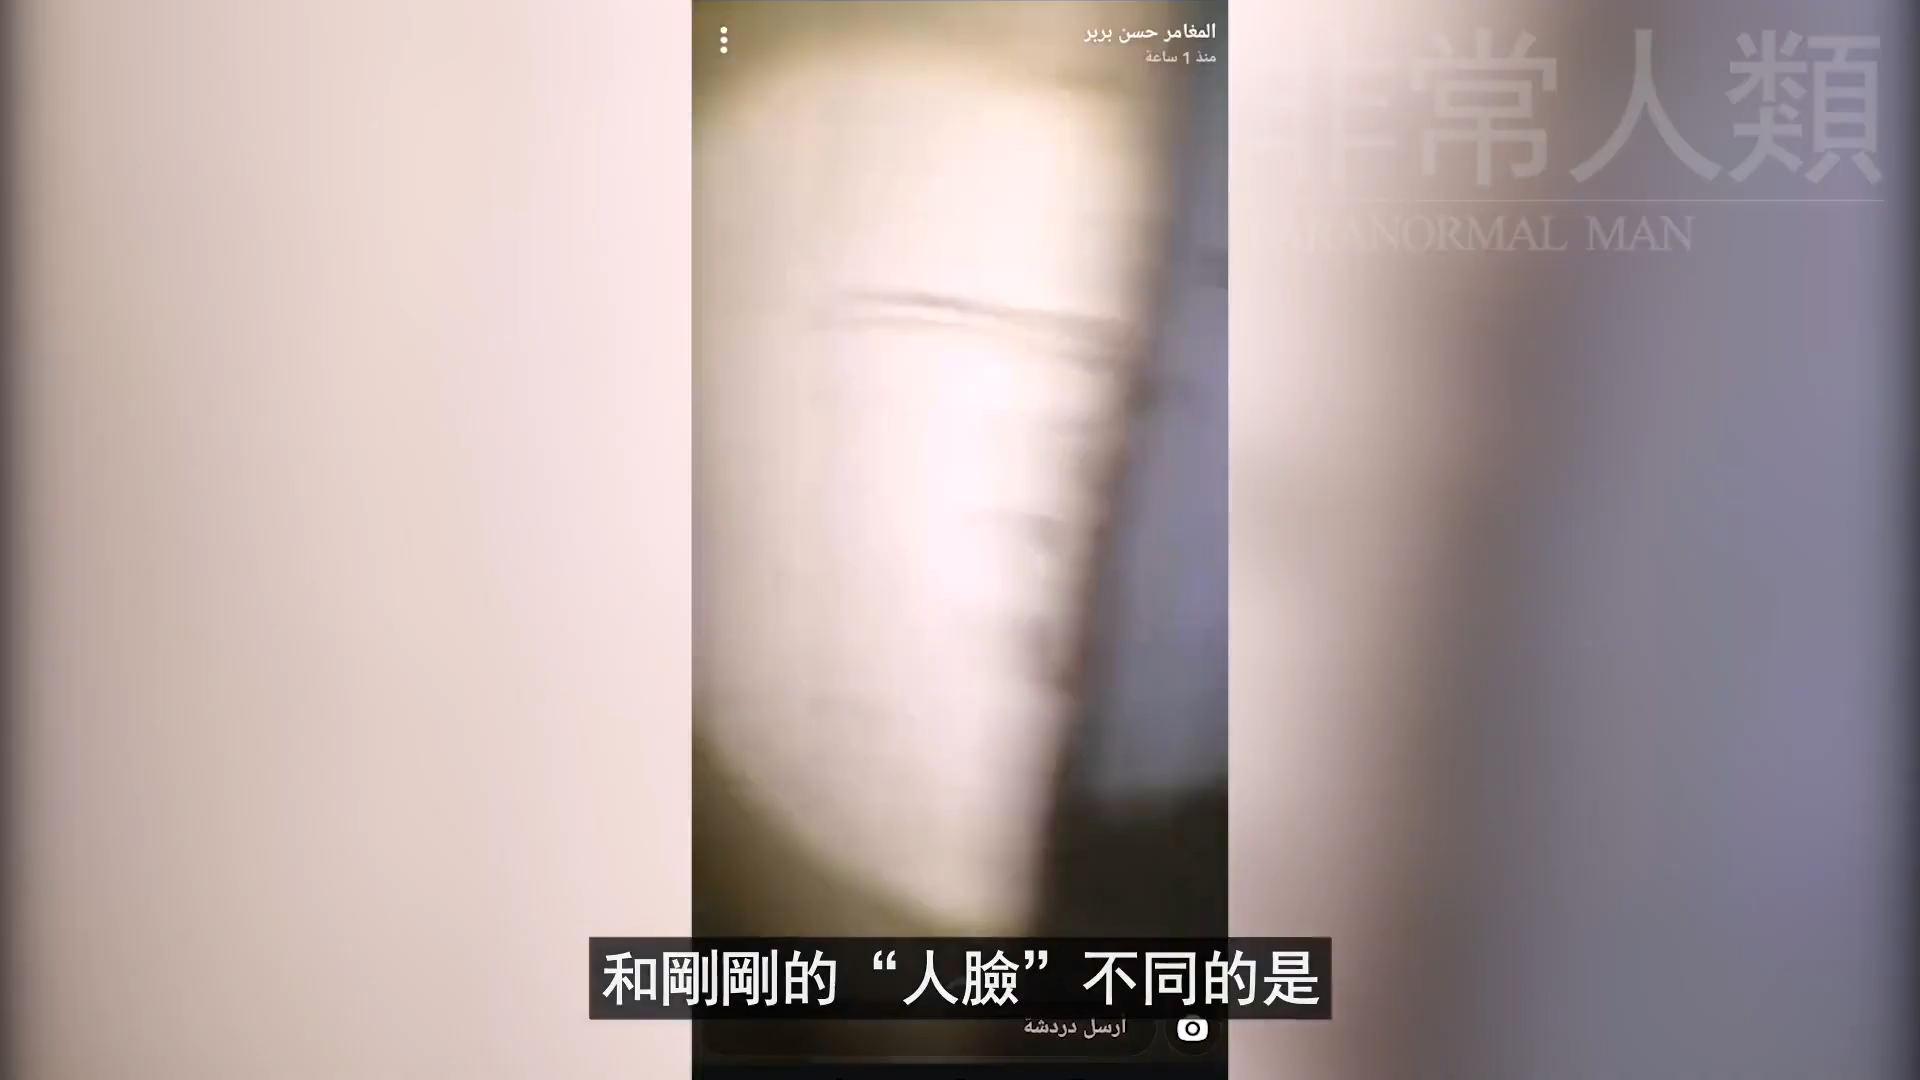 المغامر حسن بربر
منذ 1 ساعة
非常人類
PARANORMAL MAN
和剛剛的“人臉”不同的是
أرسل دردشة